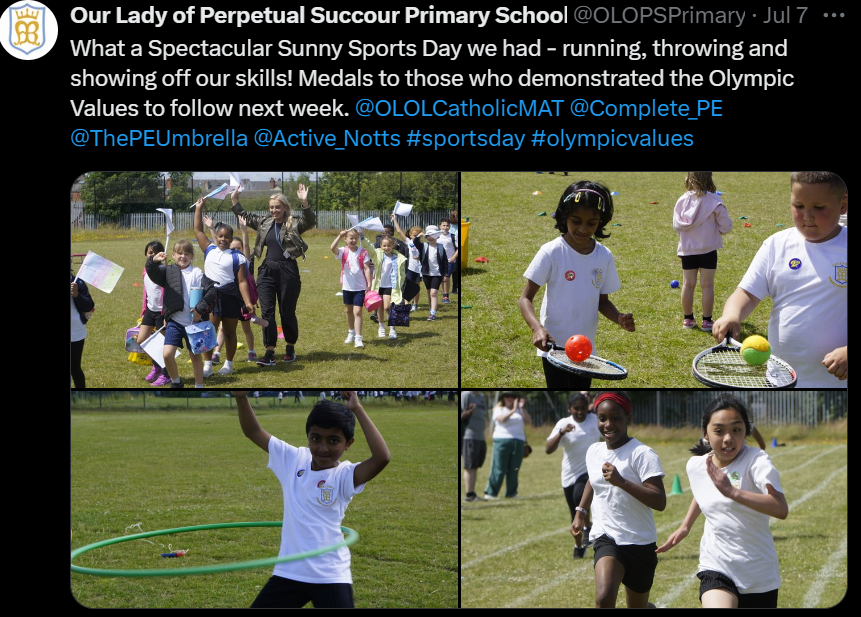 Our Lady of Perpetual Succour Primary School @OLOPSPrimary · Jul 7 ···
What a Spectacular Sunny Sports Day we had - running, throwing and
showing off our skills! Medals to those who demonstrated the Olympic
Values to follow next week. @OLOLCatholicMAT @Complete_PE
@ThePEUmbrella @Active_Notts #sportsday #olympicvalues